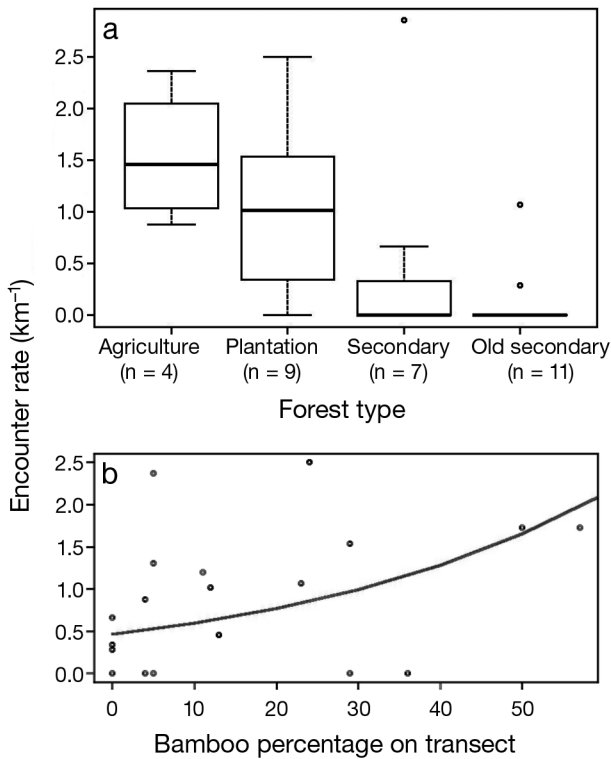 a
2.5
2.0
1.5
1.0
0.5
0.0
Agriculture Plantation Secondary Old secondary
(n = 4) (n = 9) (n = 7) (n = 11)
Forest type
Encounter rate (km⁻¹)
b
2.5
2.0
1.5
1.0
0.5
0.0
0 10 20 30 40 50
Bamboo percentage on transect